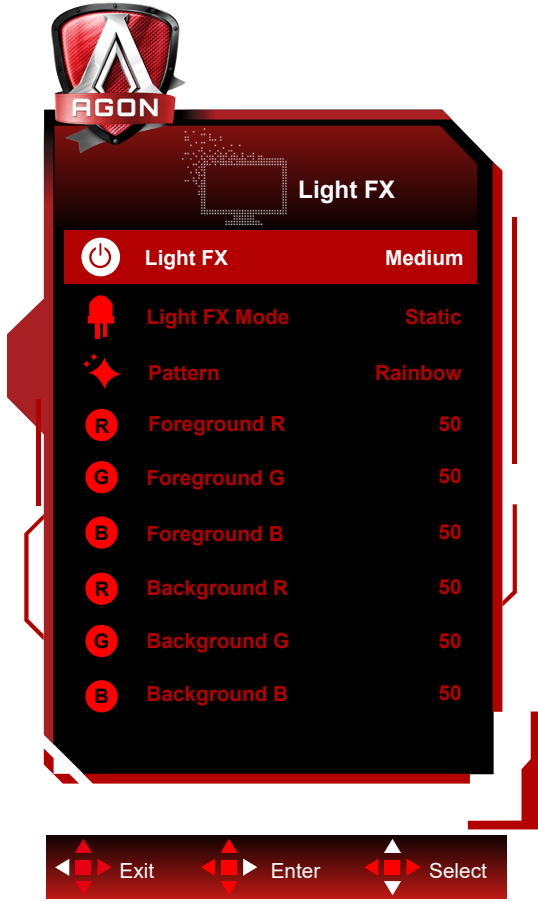 AGON
Light FX
Light FX Medium
Light FX Mode Static
Pattern Rainbow
R Foreground R 50
G Foreground G 50
B Foreground B 50
R Background R 50
G Background G 50
B Background B 50
Exit Enter Select